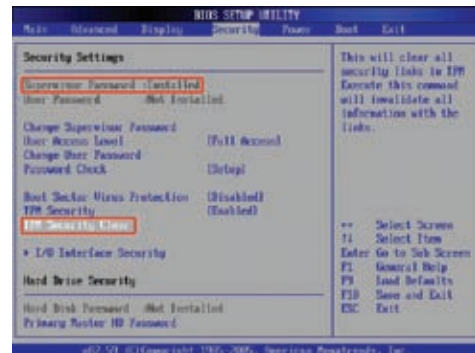 BIOS SETUP UTILITY
Main Advanced Display Security Power Boot Exit
Security Settings
Supervisor Password :Installed
User Password :Not Installed
Change Supervisor Password
User Access Level [Full Access]
Change User Password
Password Check [Setup]
Boot Sector Virus Protection [Disabled]
TPM Security [Enabled]
TPM Security Clear
I/O Interface Security
Hard Drive Security
Hard Disk Password :Not Installed
Primary Master HD Password
This will clear all
security links in TPM
Execute this command
will invalidate all
information with the
links.
Select Screen
Select Item
Enter Go to Sub Screen
F1 General Help
F9 Load Defaults
F10 Save and Exit
ESC Exit
(C)Copyright 1985-2005, American Megatrends, Inc.